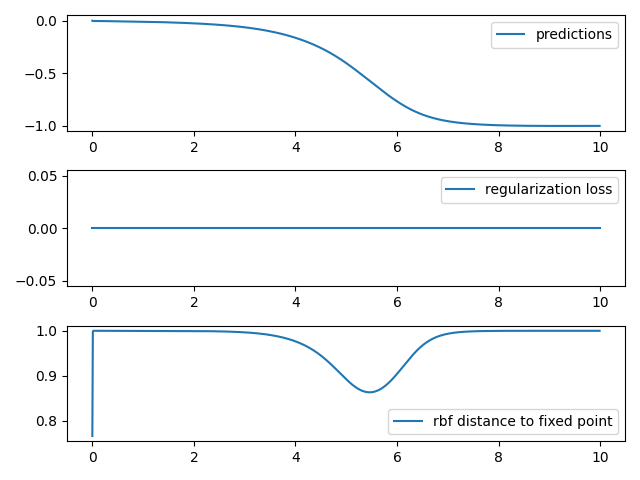 0.0
−0.5
−1.0
predictions
0 2 4 6 8 10
0.05
0.00
−0.05
regularization loss
0 2 4 6 8 10
1.0
0.9
0.8
rbf distance to fixed point
0 2 4 6 8 10